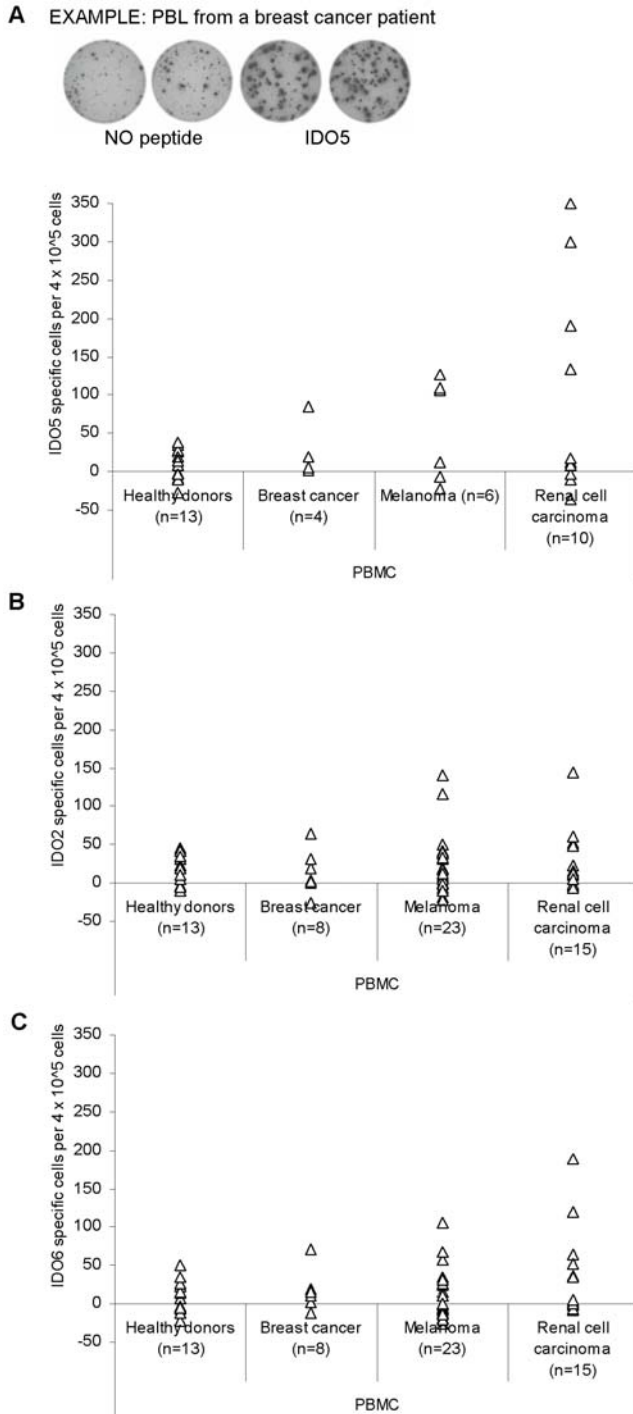 A EXAMPLE: PBL from a breast cancer patient
NO peptide IDO5
IDO5 specific cells per 4 x 10^5 cells
350
300
250
200
150
100
50
0
-50
Healthy donors Breast cancer Melanoma (n=6) Renal cell
(n=13) (n=4) carcinoma
(n=10)
PBMC
B
IDO2 specific cells per 4 x 10^5 cells
350
300
250
200
150
100
50
0
-50
Healthy donors Breast cancer Melanoma Renal cell
(n=13) (n=8) (n=23) carcinoma
(n=15)
PBMC
C
IDO6 specific cells per 4 x 10^5 cells
350
300
250
200
150
100
50
0
-50
Healthy donors Breast cancer Melanoma Renal cell
(n=13) (n=8) (n=23) carcinoma
(n=15)
PBMC